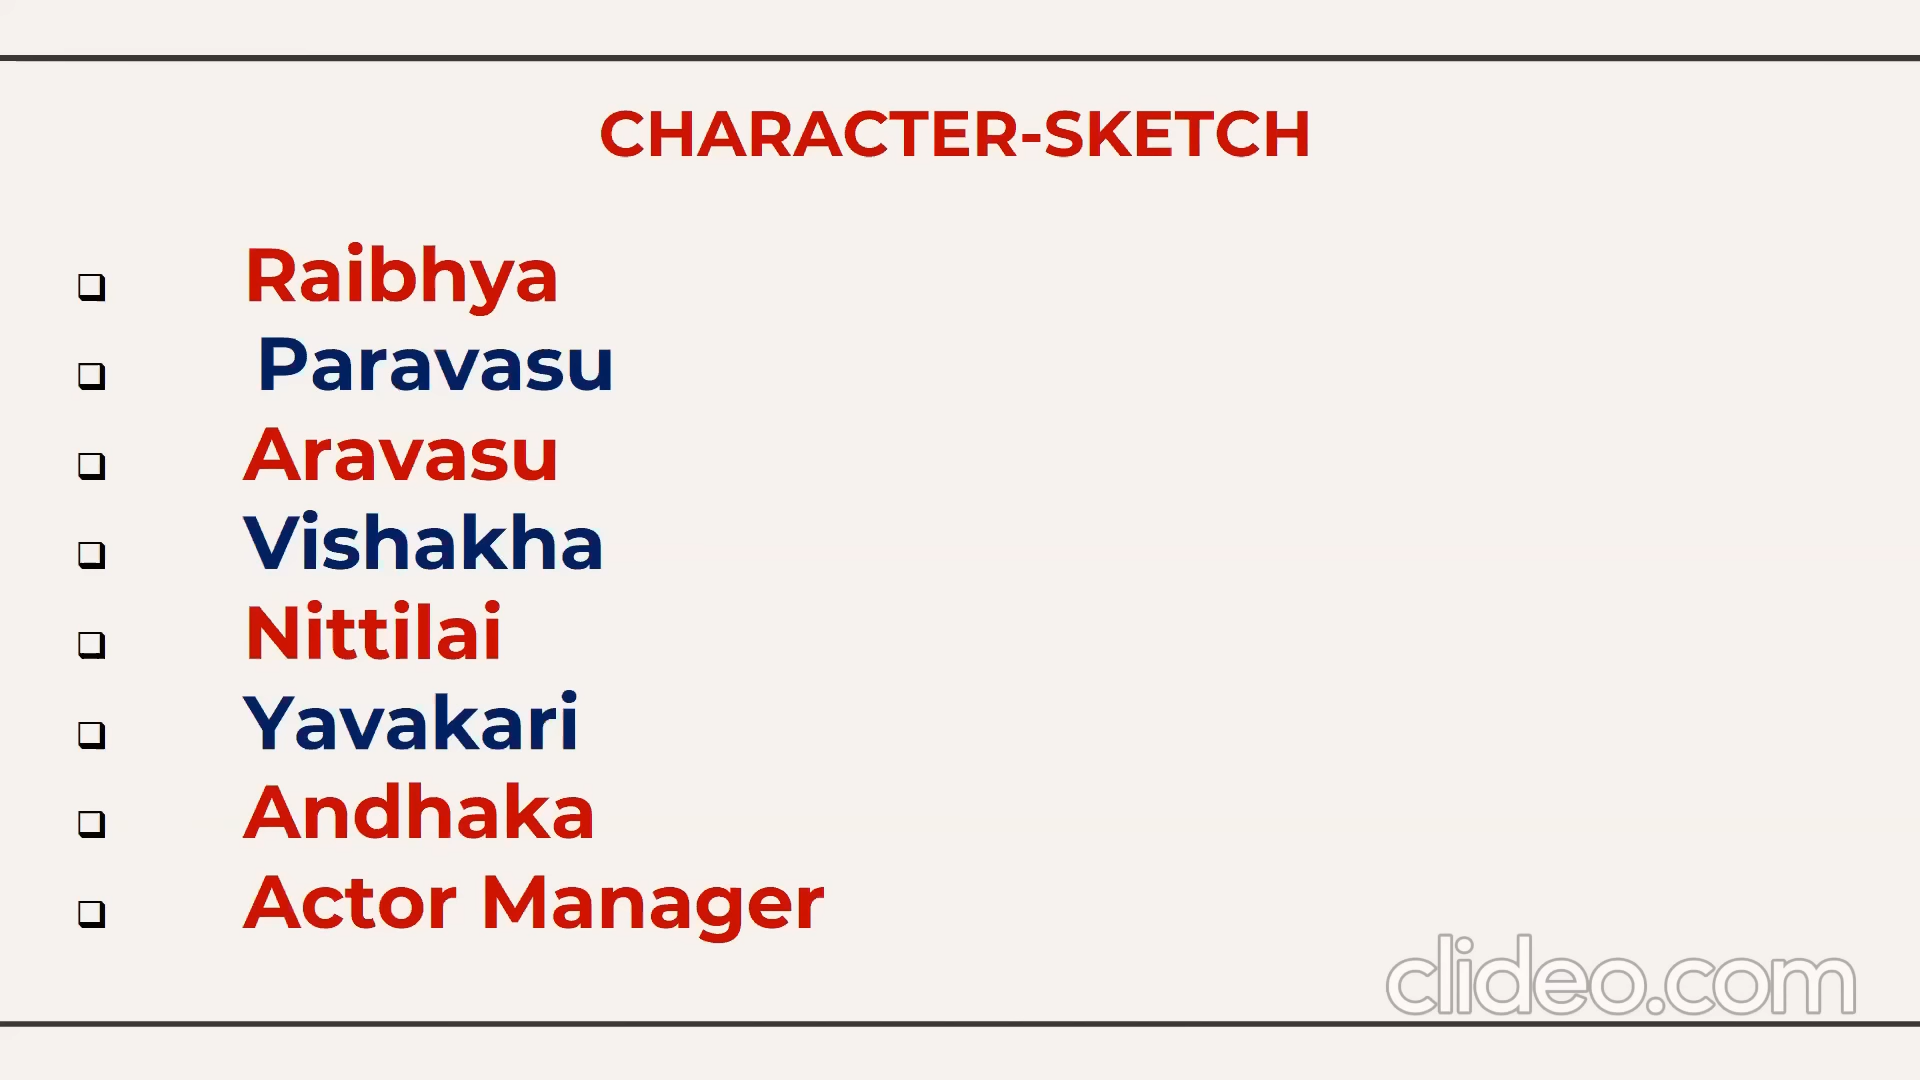 CHARACTER-SKETCH
Raibhya
Paravasu
Aravasu
Vishakha
Nittilai
Yavakari
Andhaka
Actor Manager
clideo.com